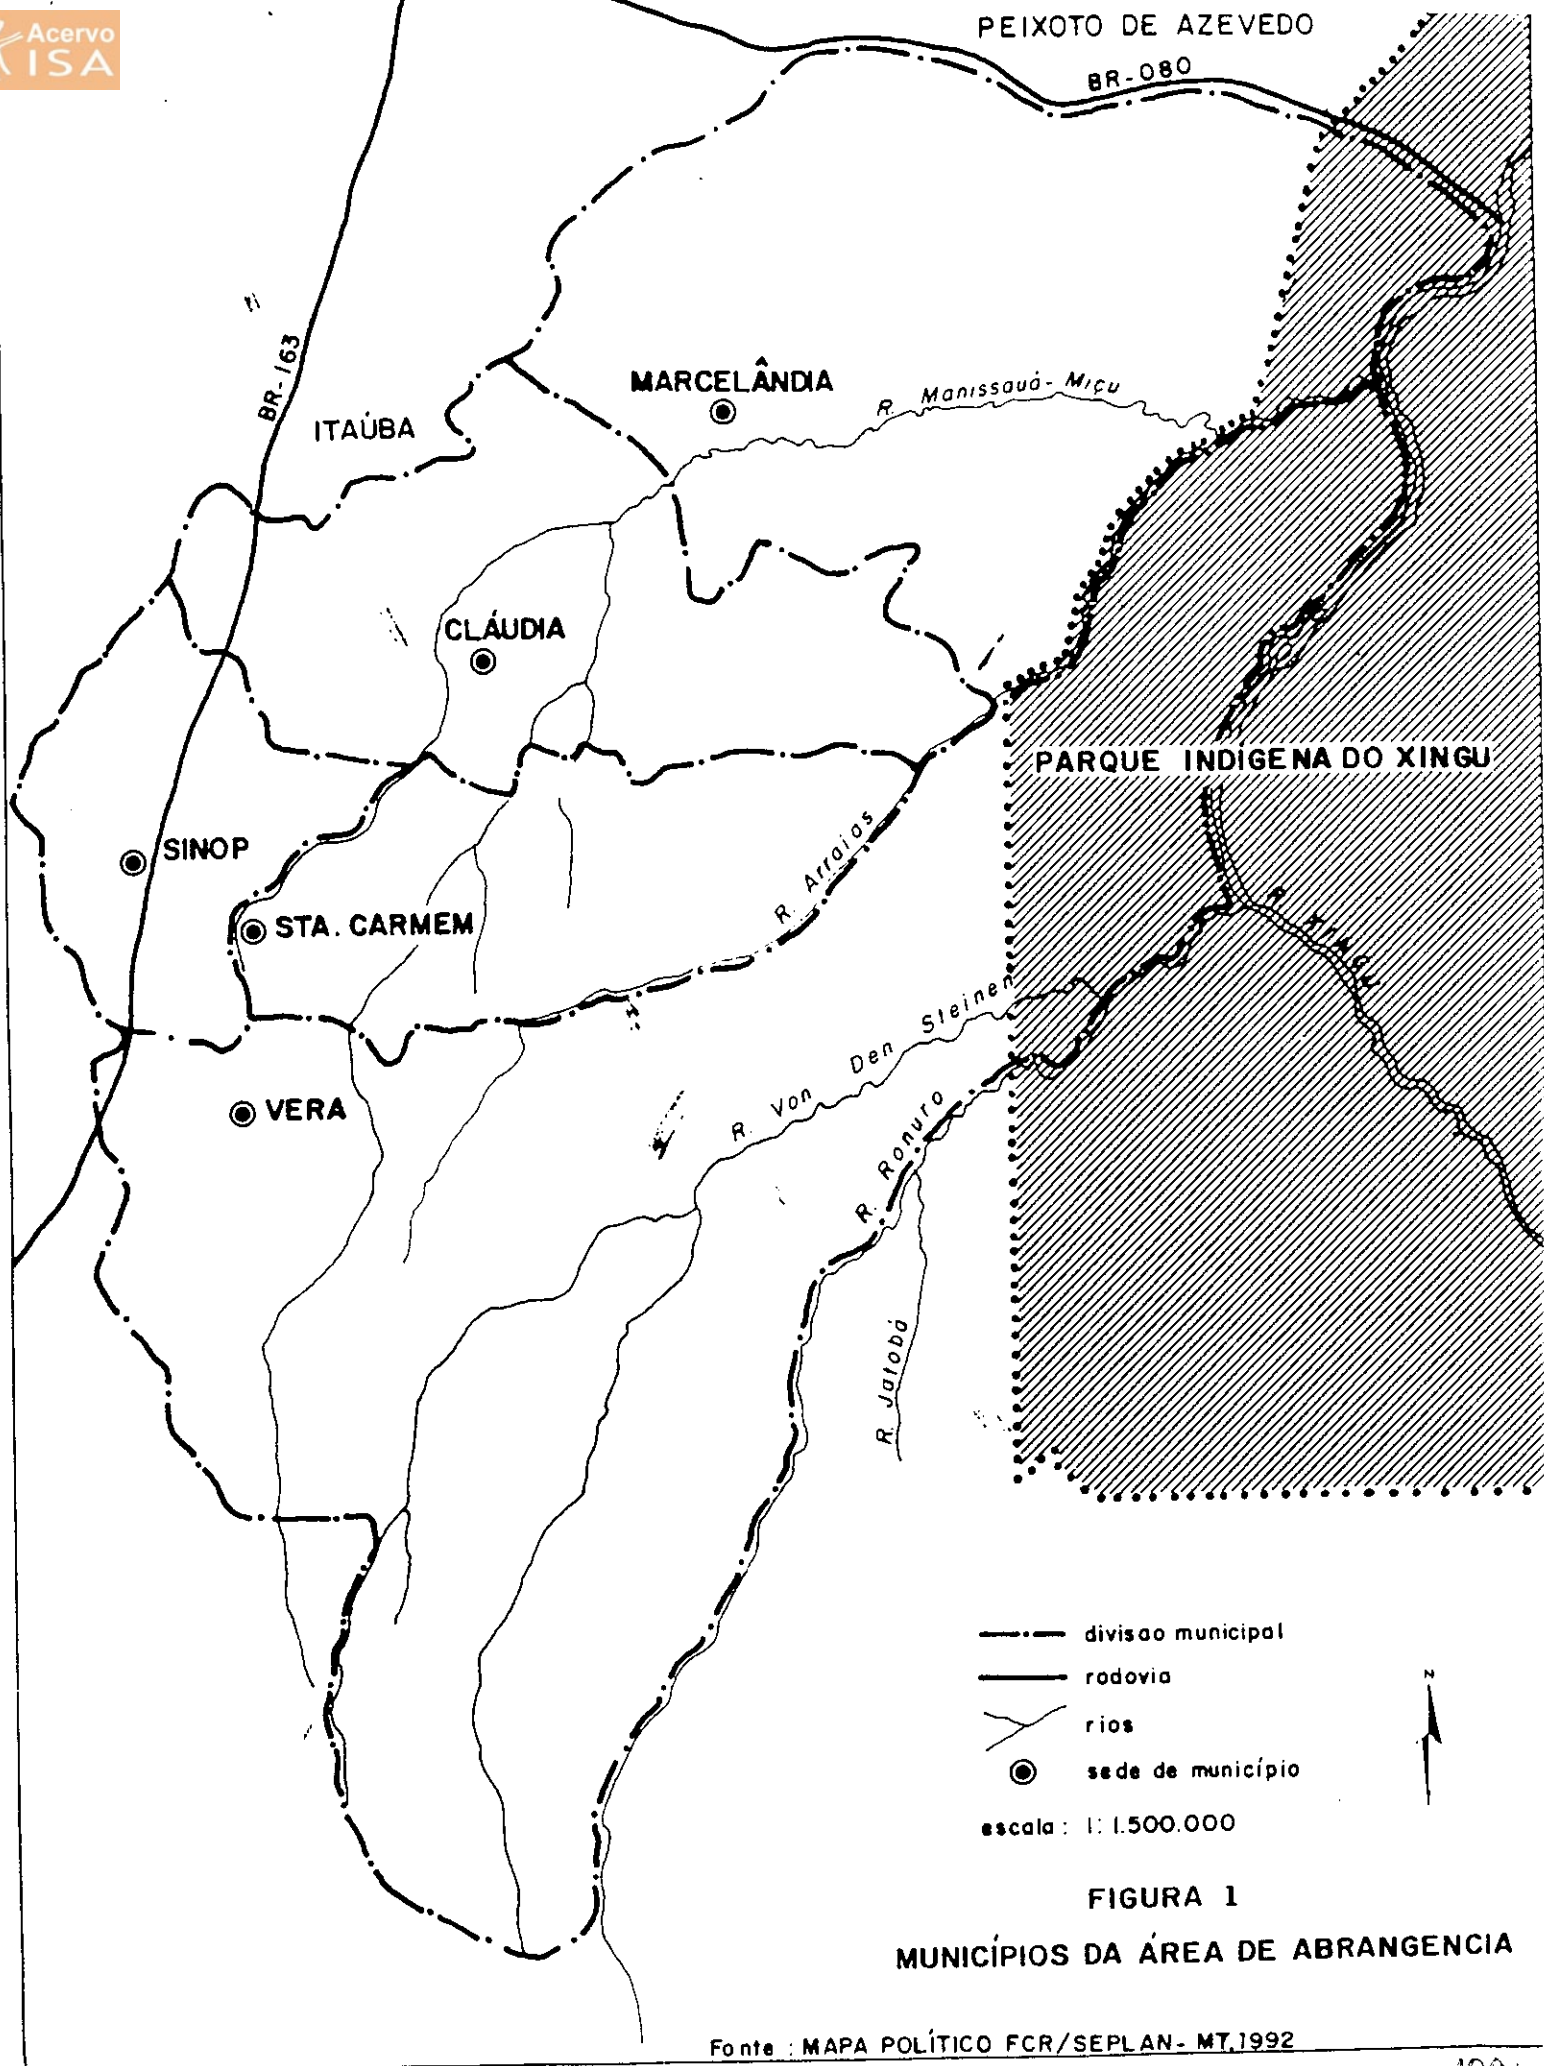 Acervo
ISA
PEIXOTO DE AZEVEDO
BR-080
BR-163
ITAÚBA
MARCELÂNDIA
R. Manissauá-Miçu
CLÁUDIA
PARQUE INDÍGENA DO XINGU
SINOP
R. Arraias
STA. CARMEM
R. XINGU
R. Von Den Steinen
VERA
R. Ronuro
R. Jatobá
divisao municipal
rodovia
rios
sede de município
escala: 1:1.500.000
N
FIGURA 1
MUNICÍPIOS DA ÁREA DE ABRANGENCIA
Fonte : MAPA POLÍTICO FCR/SEPLAN- MT,1992